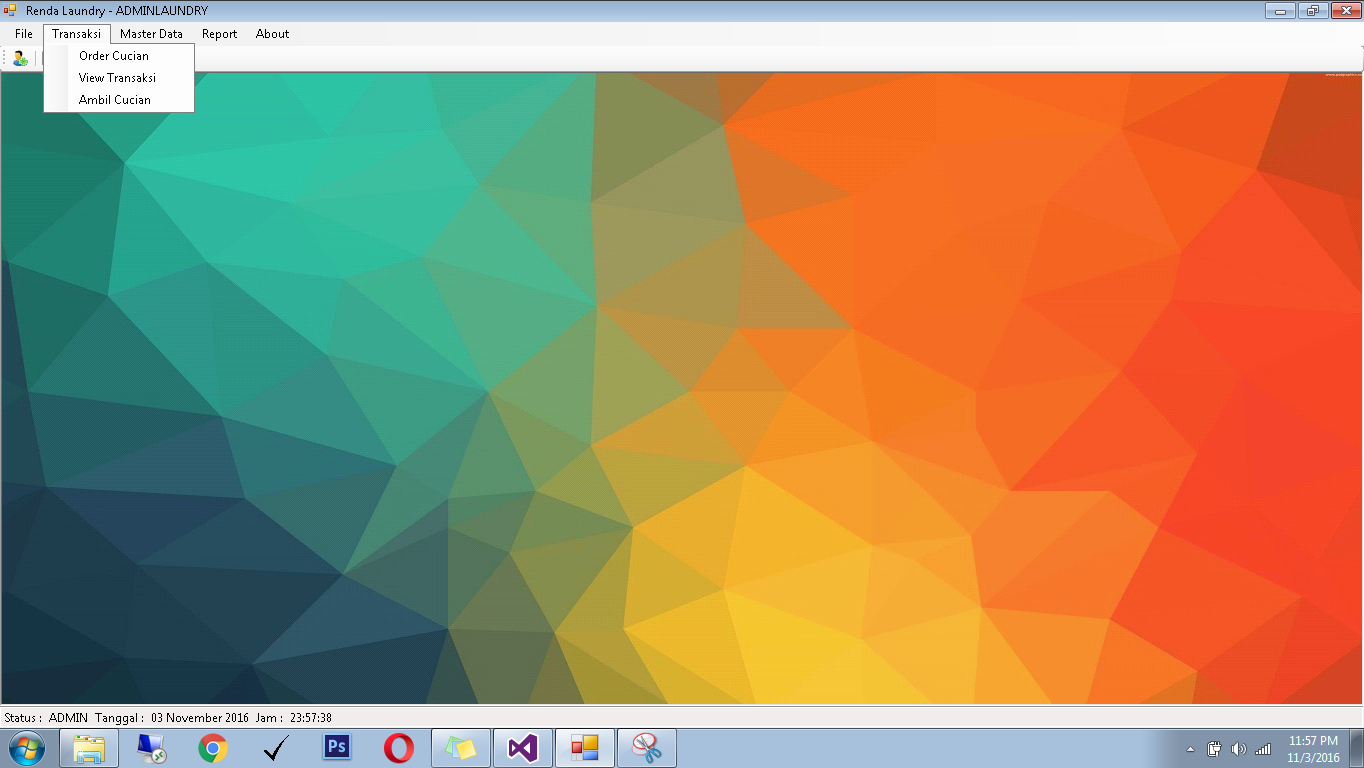 Renda Laundry - ADMINLAUNDRY
File Transaksi Master Data Report About
Order Cucian
View Transaksi
Ambil Cucian
Status : ADMIN Tanggal : 03 November 2016 Jam : 23:57:38
Ps
11:57 PM
11/3/2016